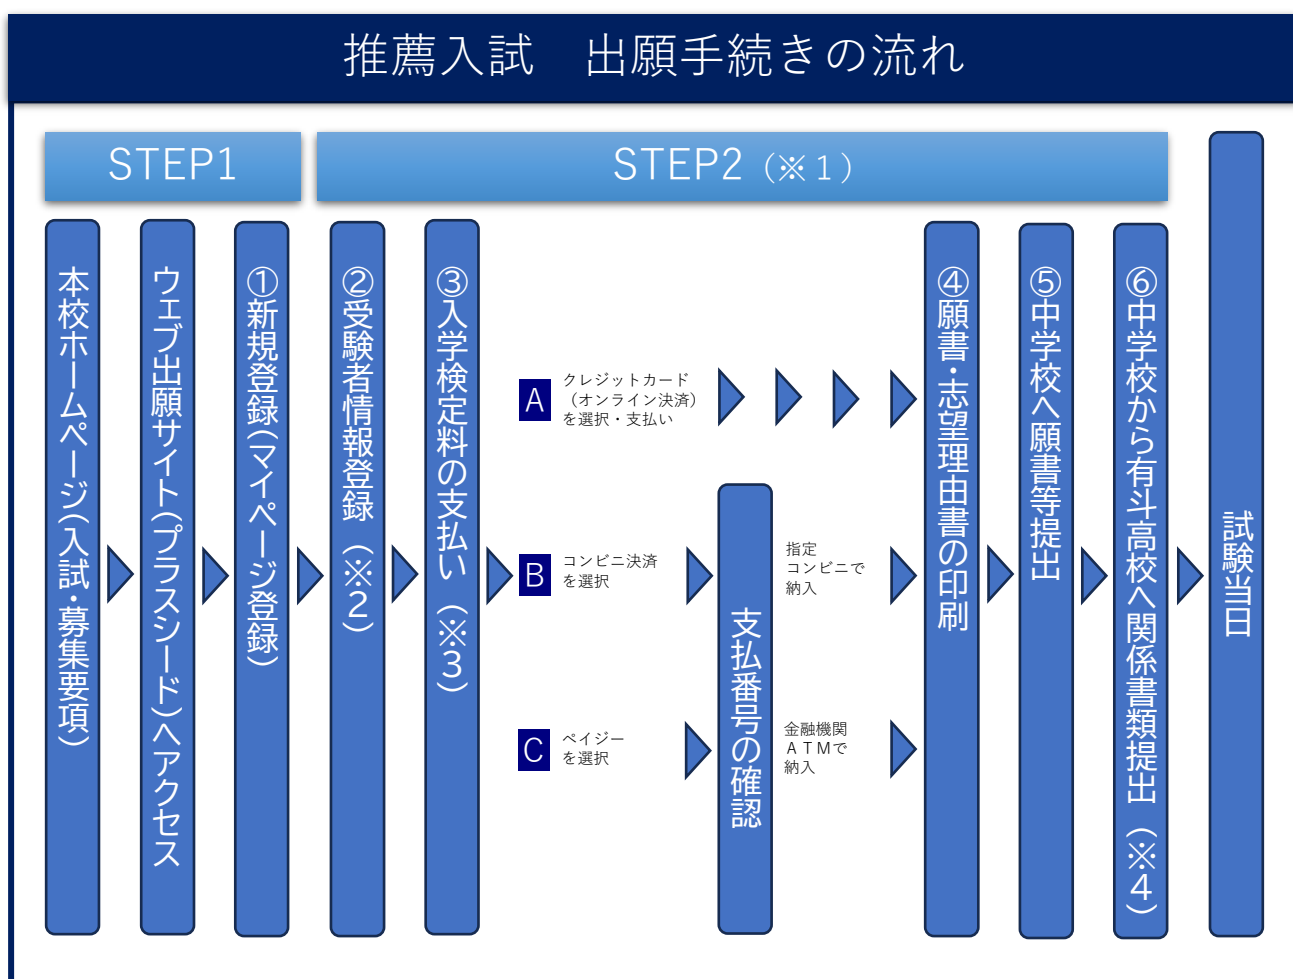 推薦入試　出願手続きの流れ
STEP1
STEP2（※１）
本校ホームページ(入試・募集要項)
ウェブ出願サイト(プラスシード)へアクセス
①新規登録(マイページ登録)
②受験者情報登録（※２）
③入学検定料の支払い（※３）
A
クレジットカード
（オンライン決済）
を選択・支払い
B
コンビニ決済
を選択
C
ペイジー
を選択
支払番号の確認
指定
コンビニで
納入
金融機関
ＡＴＭで
納入
④願書・志望理由書の印刷
⑤中学校へ願書等提出
⑥中学校から有斗高校へ関係書類提出（※４）
試験当日